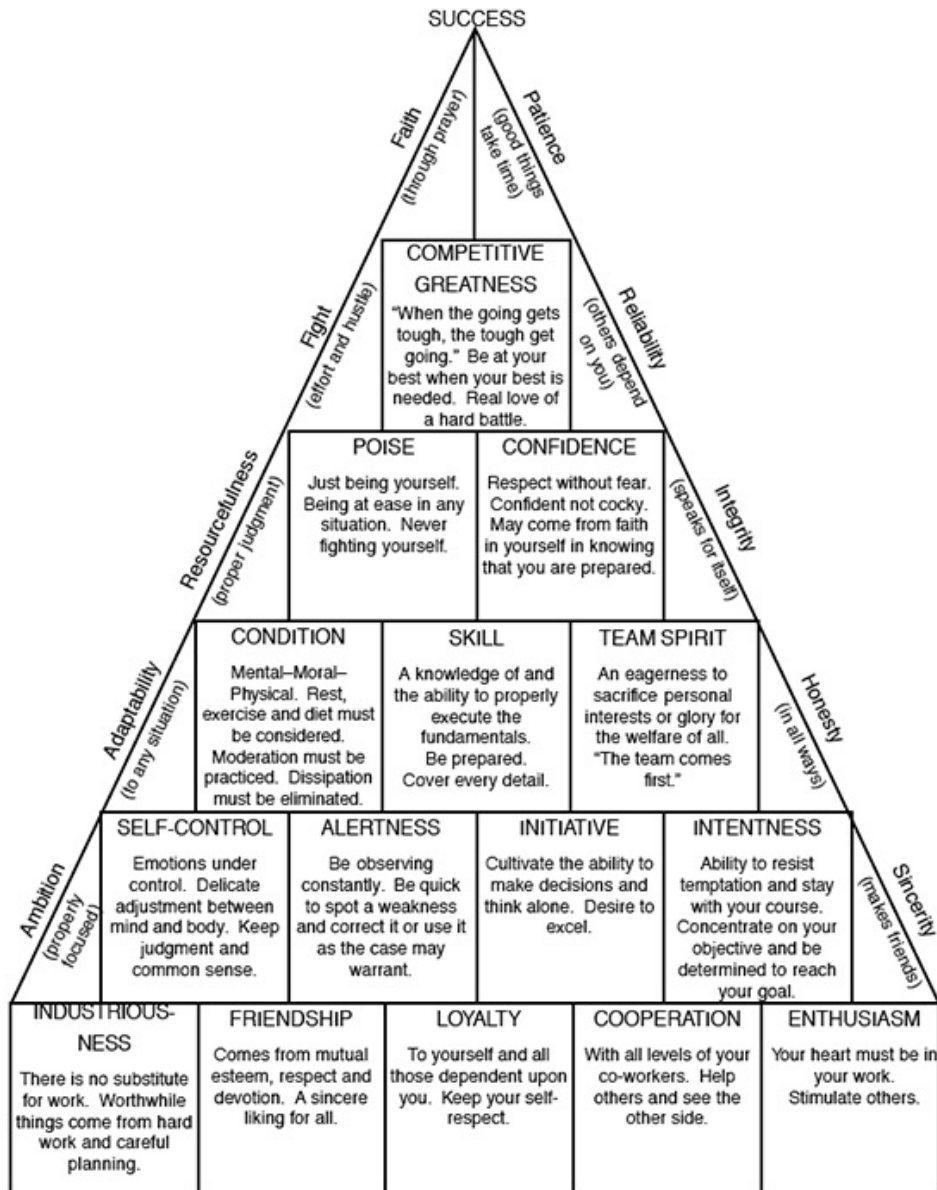 SUCCESS
Faith
(through prayer)
Patience
(good things
take time)
COMPETITIVE
GREATNESS
“When the going gets
tough, the tough get
going.” Be at your
best when your best is
needed. Real love of
a hard battle.
Fight
(effort and hustle)
Reliability
(others depend
on you)
POISE
Just being yourself.
Being at ease in any
situation. Never
fighting yourself.
CONFIDENCE
Respect without fear.
Confident not cocky.
May come from faith
in yourself in knowing
that you are prepared.
Resourcefulness
(proper judgment)
Integrity
(speaks for itself)
CONDITION
Mental–Moral–
Physical. Rest,
exercise and diet must
be considered.
Moderation must be
practiced. Dissipation
must be eliminated.
SKILL
A knowledge of and
the ability to properly
execute the
fundamentals.
Be prepared.
Cover every detail.
TEAM SPIRIT
An eagerness to
sacrifice personal
interests or glory for
the welfare of all.
“The team comes
first.”
Adaptability
(to any situation)
Honesty
(in all ways)
SELF-CONTROL
Emotions under
control. Delicate
adjustment between
mind and body. Keep
judgment and
common sense.
ALERTNESS
Be observing
constantly. Be quick
to spot a weakness
and correct it or use it
as the case may
warrant.
INITIATIVE
Cultivate the ability to
make decisions and
think alone. Desire to
excel.
INTENTNESS
Ability to resist
temptation and stay
with your course.
Concentrate on your
objective and be
determined to reach
your goal.
Ambition
(properly
focused)
Sincerity
(makes friends)
INDUSTRIOUS-
NESS
There is no substitute
for work. Worthwhile
things come from hard
work and careful
planning.
FRIENDSHIP
Comes from mutual
esteem, respect and
devotion. A sincere
liking for all.
LOYALTY
To yourself and all
those dependent upon
you. Keep your self-
respect.
COOPERATION
With all levels of your
co-workers. Help
others and see the
other side.
ENTHUSIASM
Your heart must be in
your work.
Stimulate others.